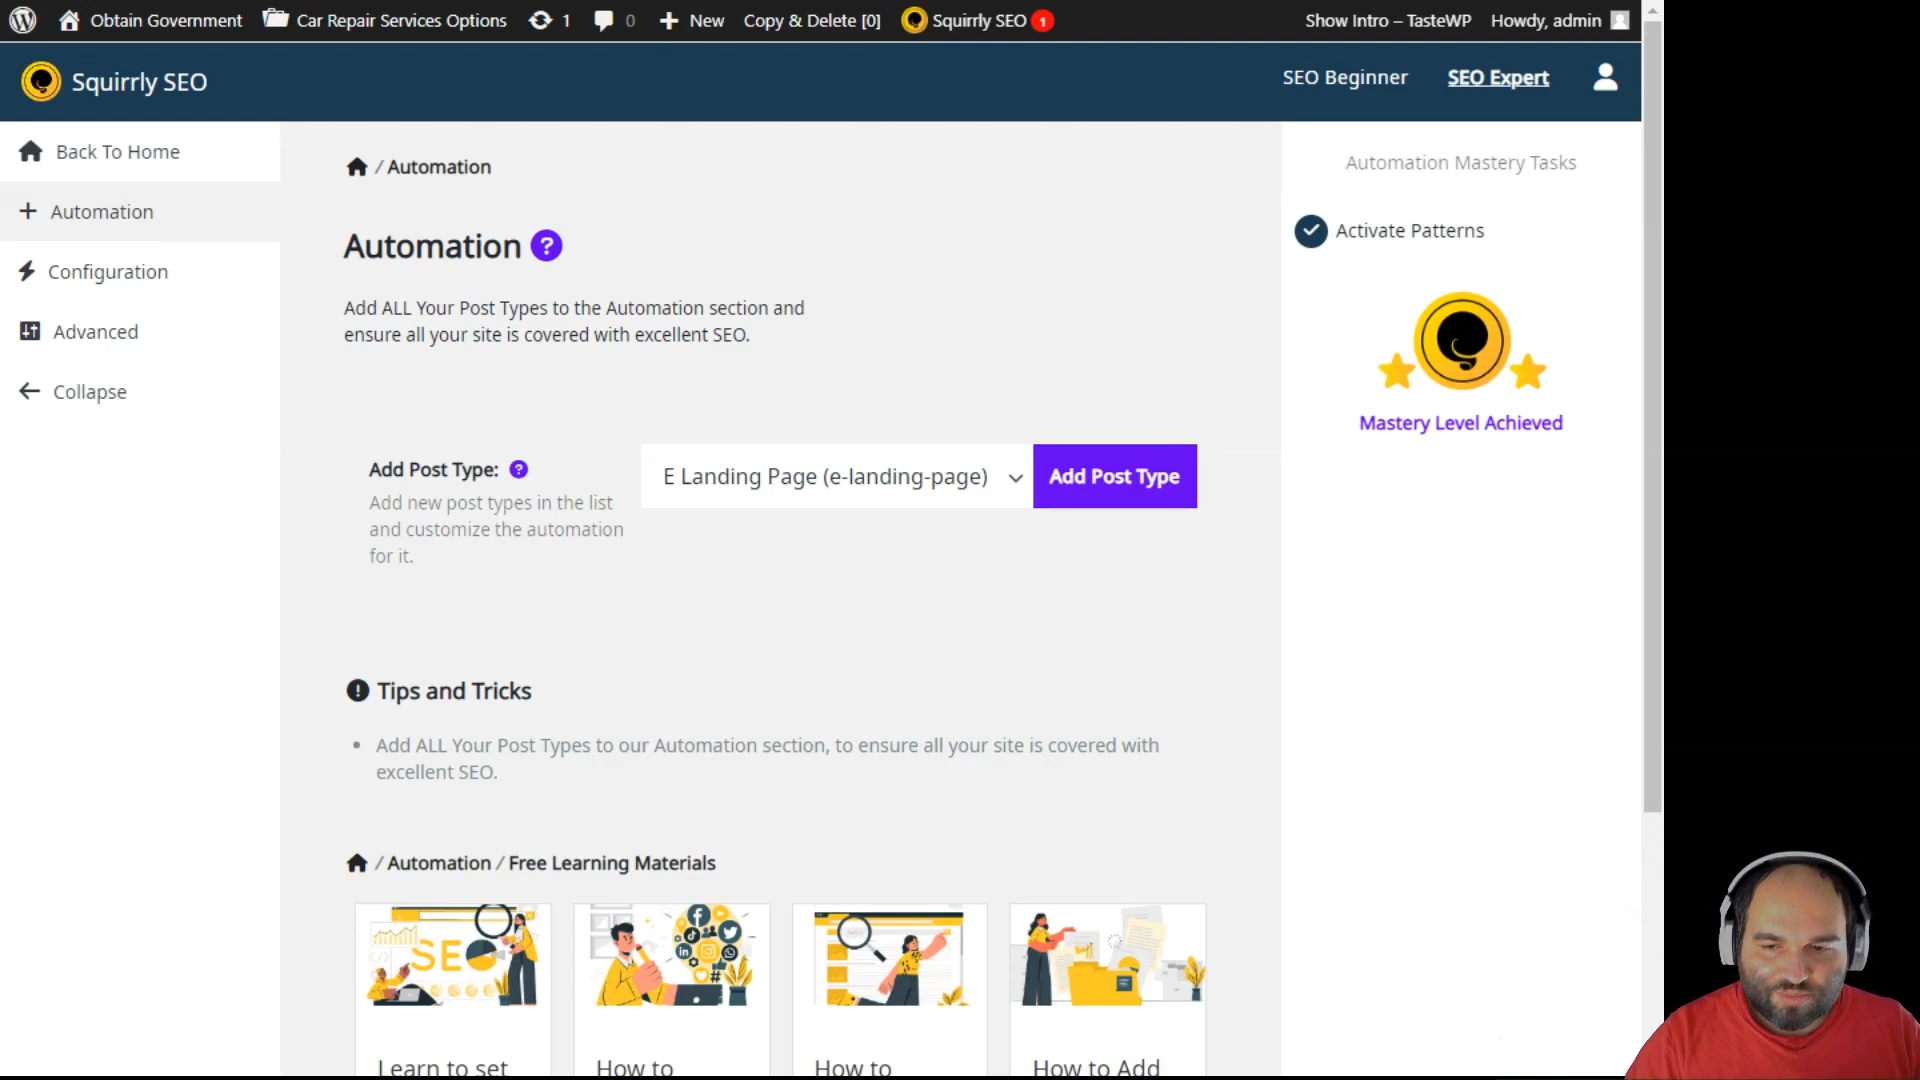 Obtain Government Car Repair Services Options 1 0 New Copy & Delete [0] Squirrly SEO 1 Show Intro – TasteWP Howdy, admin
Squirrly SEO SEO Beginner SEO Expert
Back To Home
Automation
Configuration
Advanced
Collapse
/ Automation
Automation ?
Add ALL Your Post Types to the Automation section and
ensure all your site is covered with excellent SEO.
Add Post Type: ?
Add new post types in the list
and customize the automation
for it.
E Landing Page (e-landing-page)
Add Post Type
Tips and Tricks
• Add ALL Your Post Types to our Automation section, to ensure all your site is covered with
excellent SEO.
/ Automation / Free Learning Materials
SEO
Learn to set
How to
How to
How to Add
Automation Mastery Tasks
Activate Patterns
Mastery Level Achieved